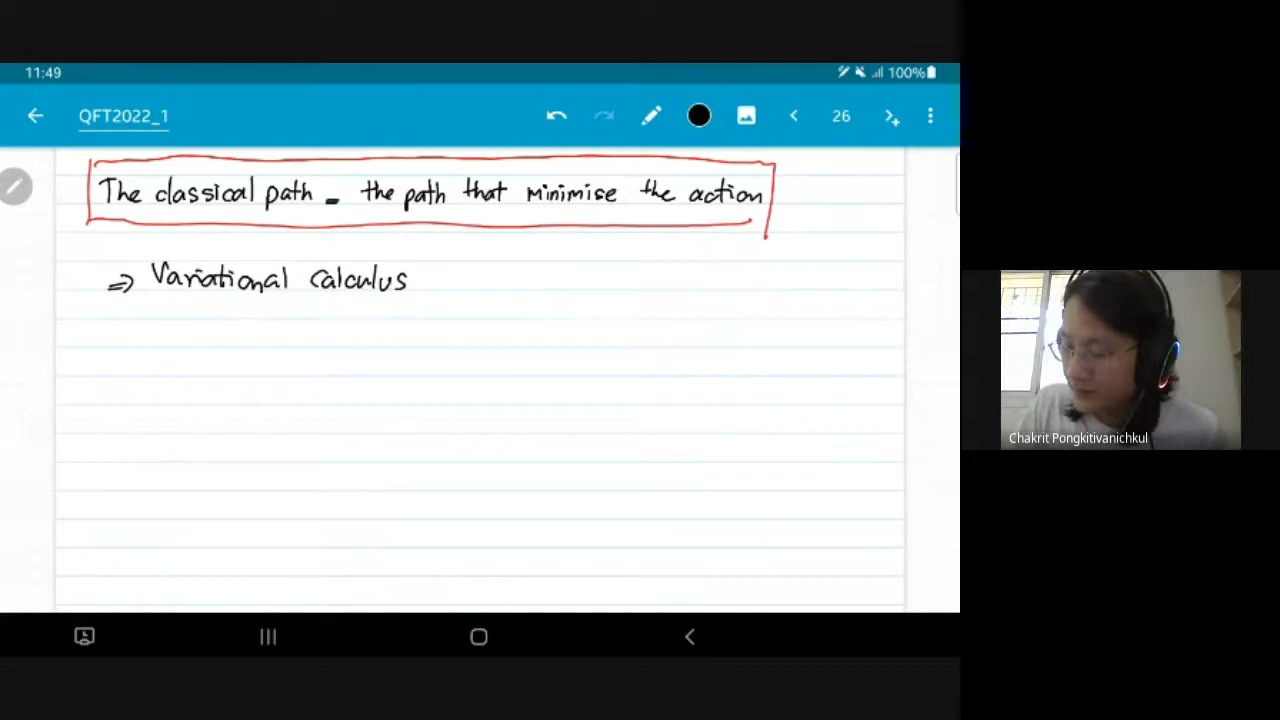 11:49
100%
QFT2022_1
26
The classical path = the path that minimise the action
⇒ Variational calculus
Chakrit Pongkitivanichkul